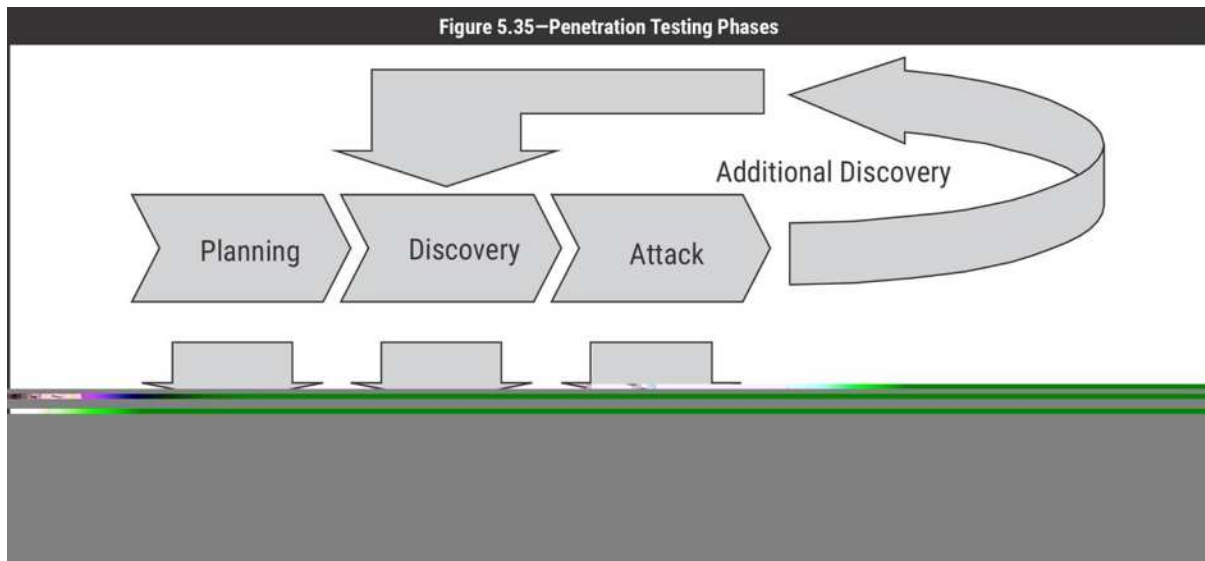 Figure 5.35—Penetration Testing Phases
Additional Discovery
Planning
Discovery
Attack